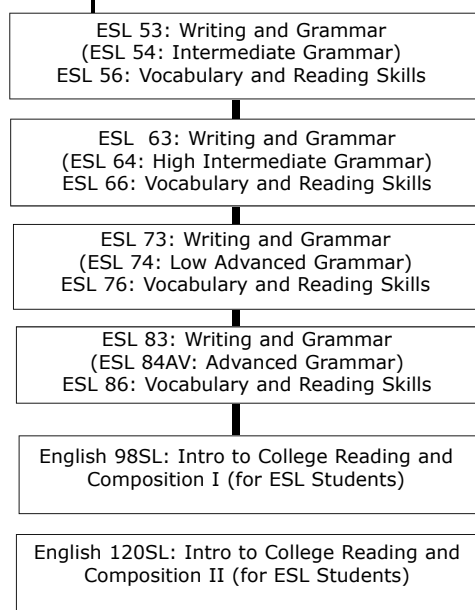 ESL 53: Writing and Grammar
(ESL 54: Intermediate Grammar)
ESL 56: Vocabulary and Reading Skills
ESL 63: Writing and Grammar
(ESL 64: High Intermediate Grammar)
ESL 66: Vocabulary and Reading Skills
ESL 73: Writing and Grammar
(ESL 74: Low Advanced Grammar)
ESL 76: Vocabulary and Reading Skills
ESL 83: Writing and Grammar
(ESL 84AV: Advanced Grammar)
ESL 86: Vocabulary and Reading Skills
English 98SL: Intro to College Reading and
Composition I (for ESL Students)
English 120SL: Intro to College Reading and
Composition II (for ESL Students)